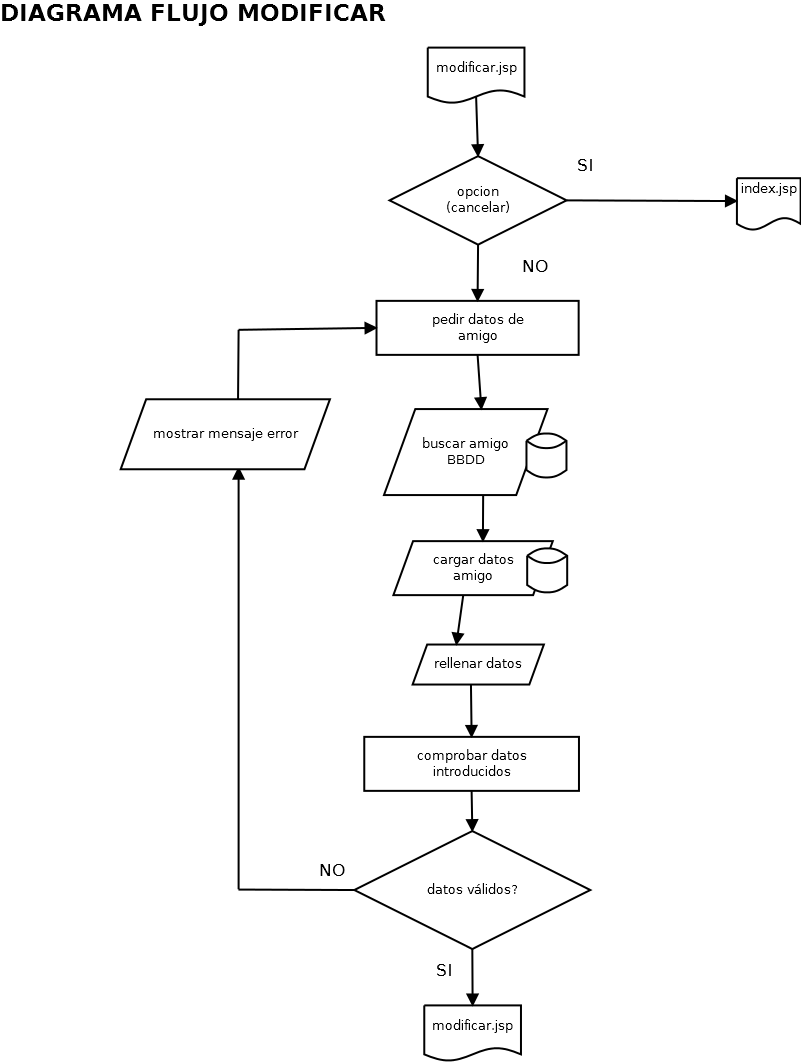 DIAGRAMA FLUJO MODIFICAR
modificar.jsp
SI
opcion
(cancelar)
index.jsp
NO
pedir datos de
amigo
mostrar mensaje error
buscar amigo
BBDD
cargar datos
amigo
rellenar datos
comprobar datos
introducidos
NO
datos válidos?
SI
modificar.jsp